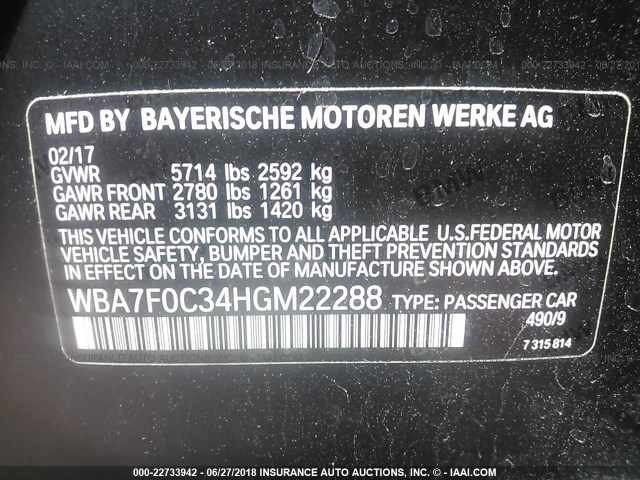 MFD BY BAYERISCHE MOTOREN WERKE AG
02/17
GVWR 5714 lbs 2592 kg
GAWR FRONT 2780 lbs 1261 kg
GAWR REAR 3131 lbs 1420 kg
THIS VEHICLE CONFORMS TO ALL APPLICABLE U.S.FEDERAL MOTOR
VEHICLE SAFETY, BUMPER AND THEFT PREVENTION STANDARDS
IN EFFECT ON THE DATE OF MANUFACTURE SHOWN ABOVE.
WBA7F0C34HGM22288 TYPE: PASSENGER CAR
490/9
7 315 814
000-22733942 - 06/27/2018 INSURANCE AUTO AUCTIONS, INC. © - IAAI.COM